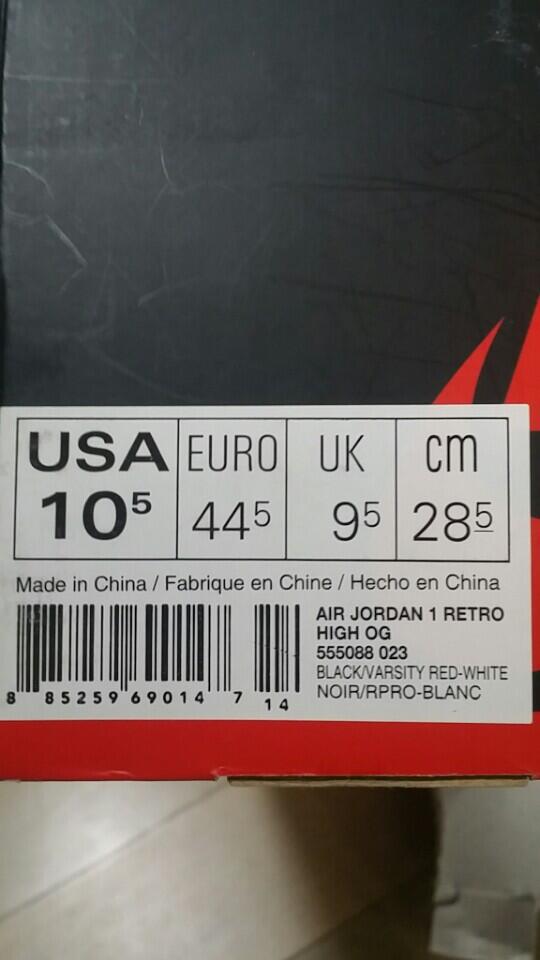 USA EURO UK cm
10⁵ 44⁵ 9⁵ 28⁵
Made in China / Fabrique en Chine / Hecho en China
AIR JORDAN 1 RETRO
HIGH OG
555088 023
BLACK/VARSITY RED-WHITE
NOIR/RPRO-BLANC
8 85259 69014 7 14